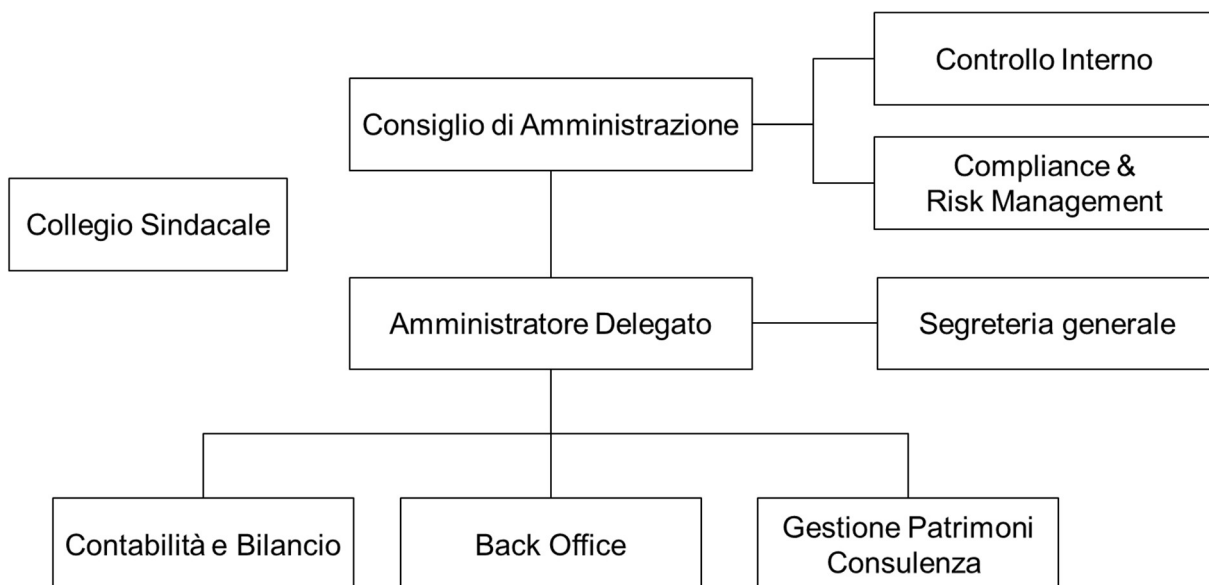 Controllo Interno
Consiglio di Amministrazione
Compliance &
Risk Management
Collegio Sindacale
Amministratore Delegato
Segreteria generale
Contabilità e Bilancio
Back Office
Gestione Patrimoni
Consulenza